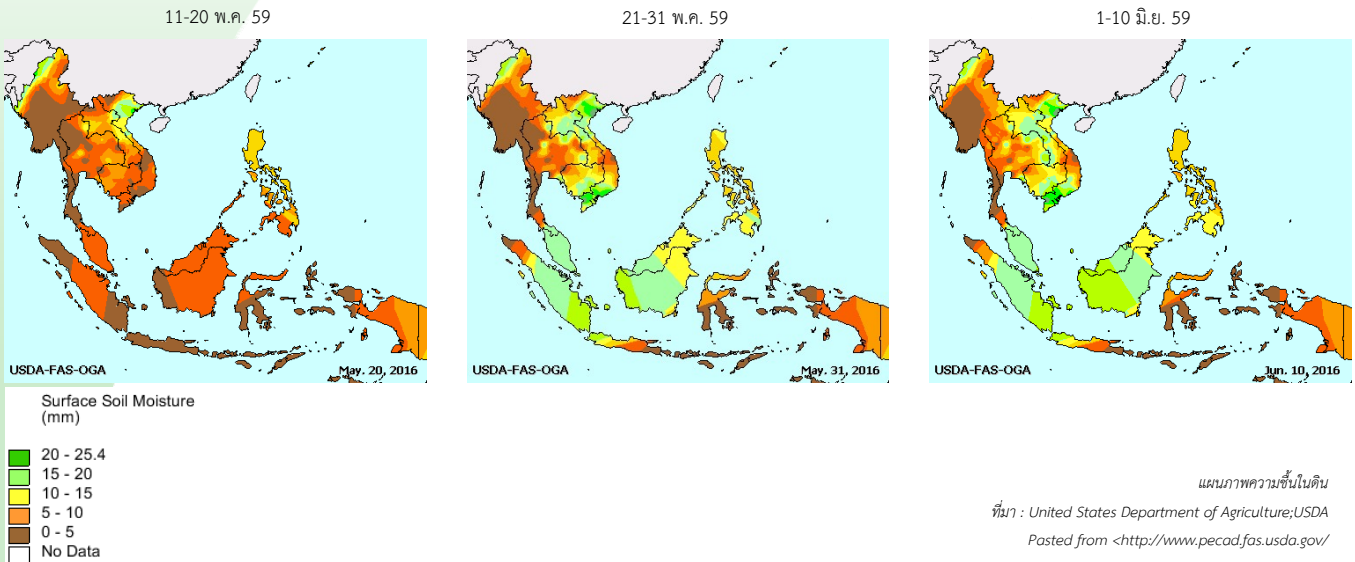 11-20 พ.ค. 59
21-31 พ.ค. 59
1-10 มิ.ย. 59
USDA-FAS-OGA
May. 20, 2016
USDA-FAS-OGA
May. 31, 2016
USDA-FAS-OGA
Jun. 10, 2016
Surface Soil Moisture
(mm)
20 - 25.4
15 - 20
10 - 15
5 - 10
0 - 5
No Data
แผนภาพความชื้นในดิน
ที่มา : United States Department of Agriculture;USDA
Pasted from <http://www.pecad.fas.usda.gov/